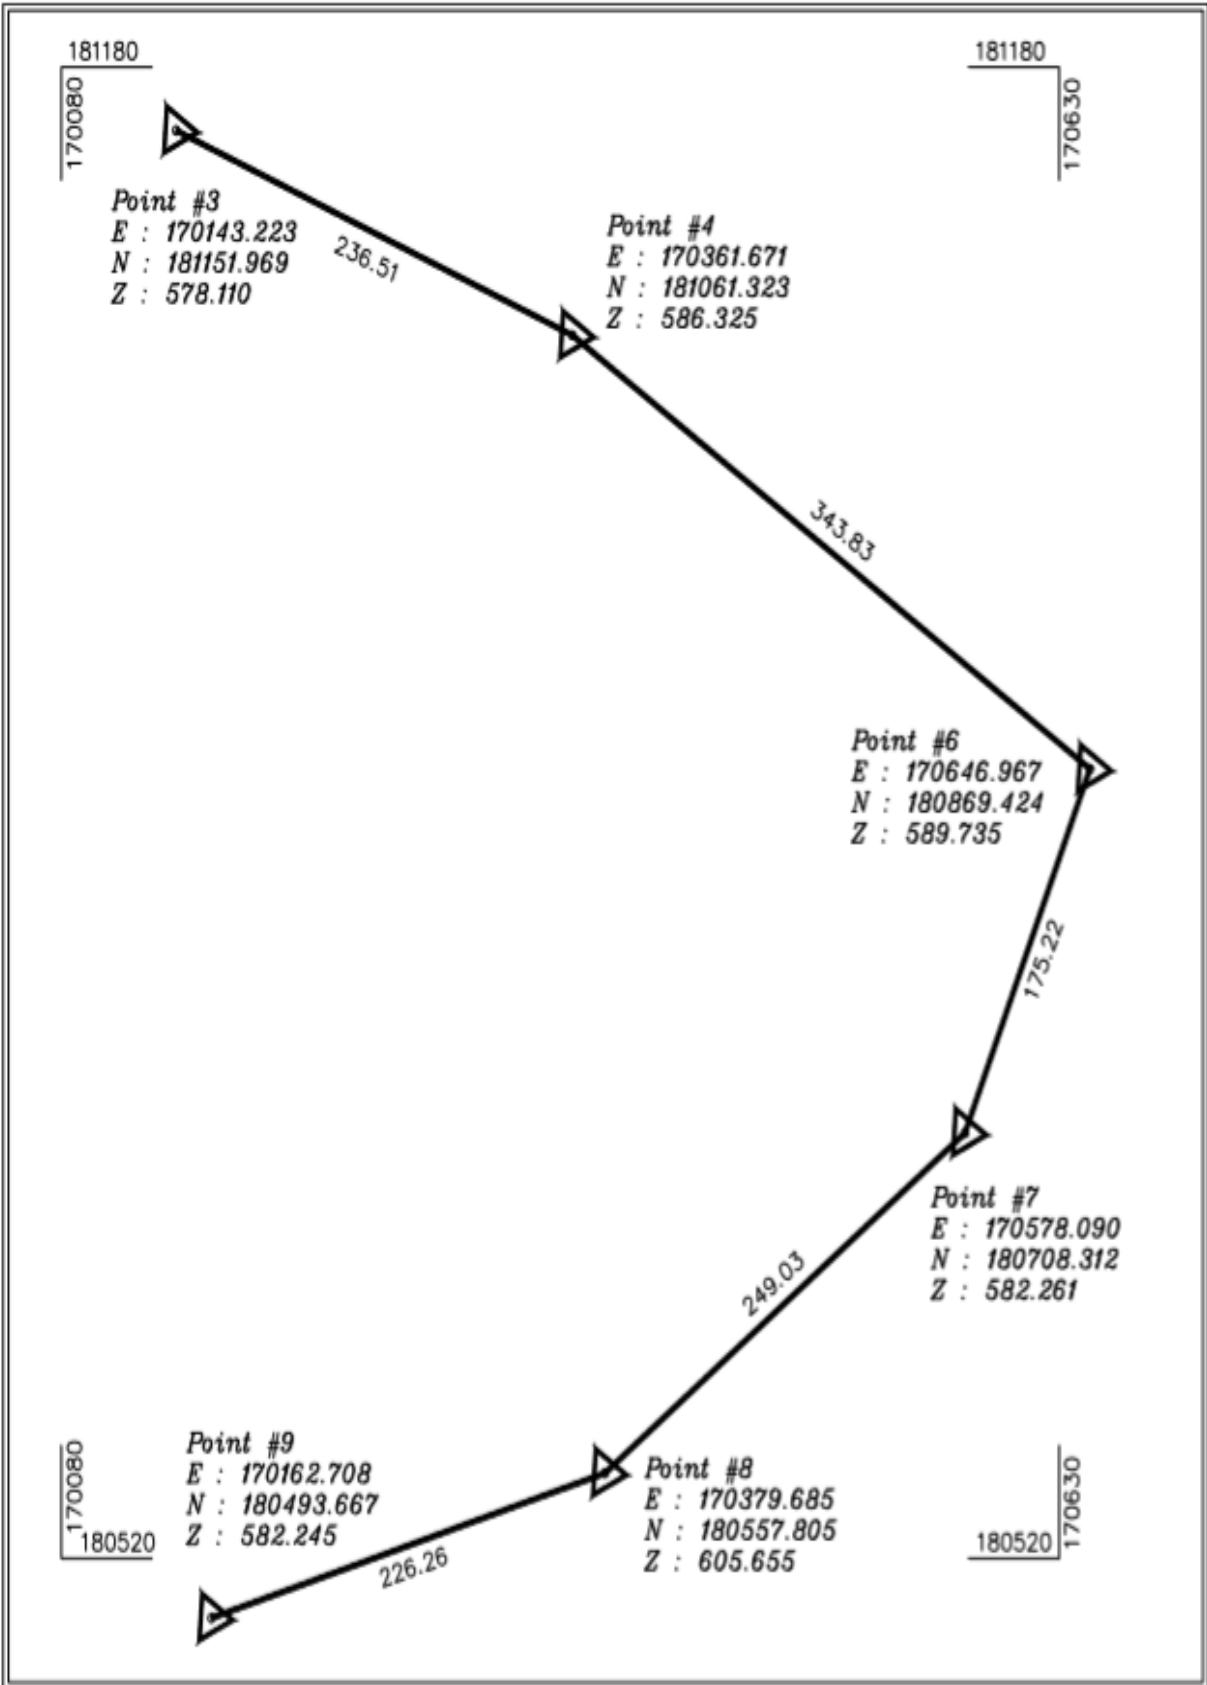 181180
181180
170080
170630
Point #3
E : 170143.223
N : 181151.969
Z : 578.110
236.51
Point #4
E : 170361.671
N : 181061.323
Z : 586.325
343.83
Point #6
E : 170646.967
N : 180869.424
Z : 589.735
175.22
Point #7
E : 170578.090
N : 180708.312
Z : 582.261
249.03
Point #9
E : 170162.708
N : 180493.667
Z : 582.245
Point #8
E : 170379.685
N : 180557.805
Z : 605.655
226.26
170080
180520
180520
170630